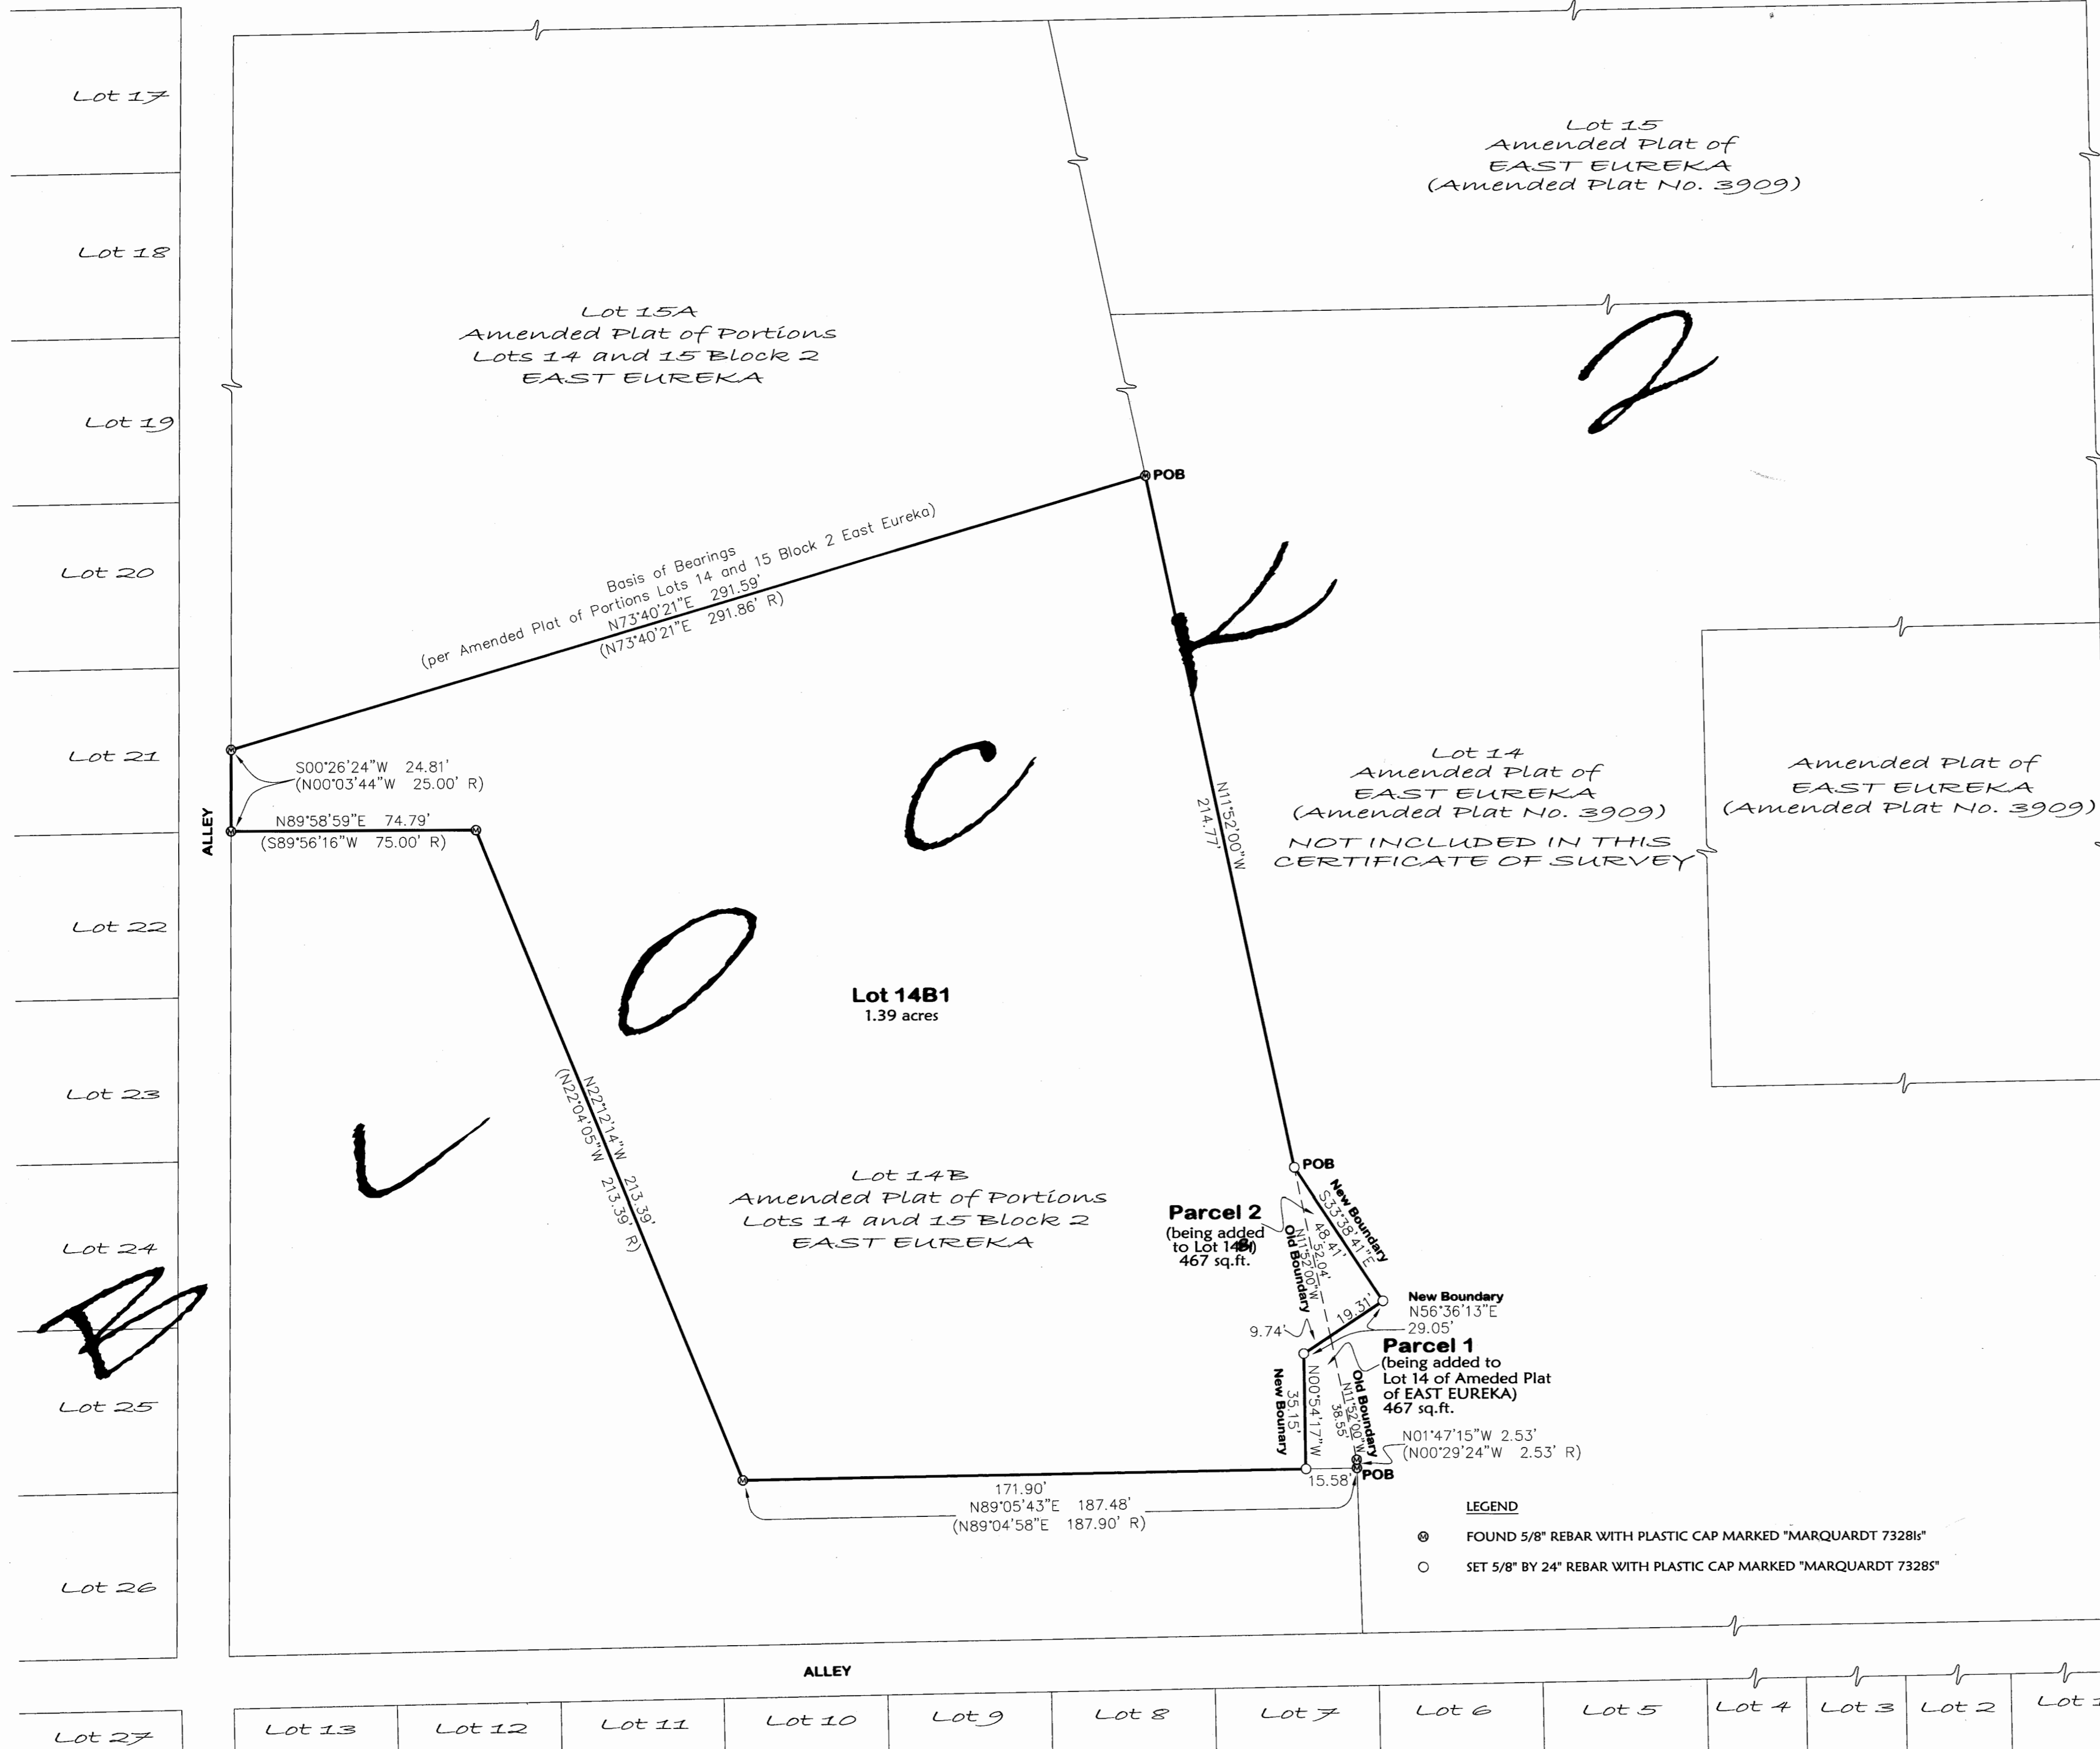 Lot 17
Lot 18
Lot 19
Lot 20
Lot 21
Lot 22
Lot 23
Lot 24
Lot 25
Lot 26
Lot 27
ALLEY
Lot 15A
Amended Plat of Portions
Lots 14 and 15 Block 2
EAST EUREKA
Lot 15
Amended Plat of
EAST EUREKA
(Amended Plat No. 3909)
BLOCK 2
POB
Basis of Bearings
(per Amended Plat of Portions Lots 14 and 15 Block 2 East Eureka)
N73°40'21"E 291.59'
(N73°40'21"E 291.86' R)
S00°26'24"W 24.81'
(N00°03'44"W 25.00' R)
N89°58'59"E 74.79'
(S89°56'16"W 75.00' R)
N11°52'00"W
214.77'
Lot 14
Amended Plat of
EAST EUREKA
(Amended Plat No. 3909)
NOT INCLUDED IN THIS
CERTIFICATE OF SURVEY
Amended Plat of
EAST EUREKA
(Amended Plat No. 3909)
Lot 14B1
1.39 acres
N22°12'14"W 213.39'
(N22°04'05"W 213.39' R)
Lot 14B
Amended Plat of Portions
Lots 14 and 15 Block 2
EAST EUREKA
POB
New Boundary
S33°38'41"E
48.41'
52.04'
N11°52'00"W
Old Boundary
Parcel 2
(being added
to Lot 14B1)
467 sq.ft.
New Boundary
N56°36'13"E
29.05'
19.31'
9.74'
Parcel 1
(being added to
Lot 14 of Ameded Plat
of EAST EUREKA)
467 sq.ft.
Old Boundary
N11°52'00"W
38.55'
N00°54'17"W
35.15'
New Bounary
N01°47'15"W 2.53'
(N00°29'24"W 2.53' R)
POB
15.58'
171.90'
N89°05'43"E 187.48'
(N89°04'58"E 187.90' R)
LEGEND
FOUND 5/8" REBAR WITH PLASTIC CAP MARKED "MARQUARDT 7328ls"
SET 5/8" BY 24" REBAR WITH PLASTIC CAP MARKED "MARQUARDT 7328S"
ALLEY
Lot 13
Lot 12
Lot 11
Lot 10
Lot 9
Lot 8
Lot 7
Lot 6
Lot 5
Lot 4
Lot 3
Lot 2
Lot 1